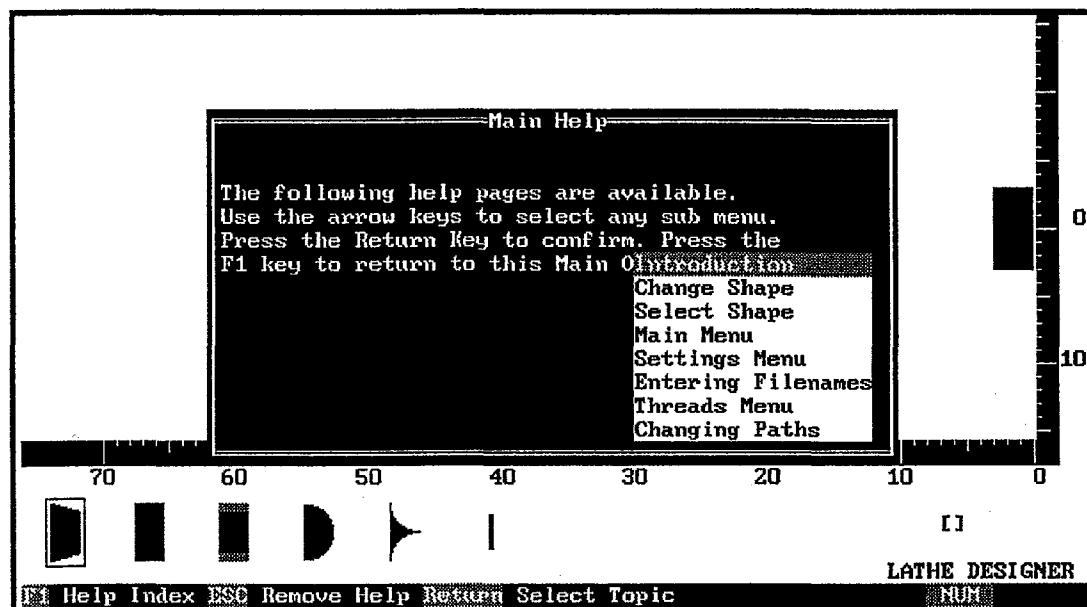 Main Help
The following help pages are available.
Use the arrow keys to select any sub menu.
Press the Return Key to confirm. Press the
F1 key to return to this Main O
Introduction
Change Shape
Select Shape
Main Menu
Settings Menu
Entering Filenames
Threads Menu
Changing Paths
0
10
70 60 50 40 30 20 10 0
[]
LATHE DESIGNER
F1 Help Index ESC Remove Help Return Select Topic NUM